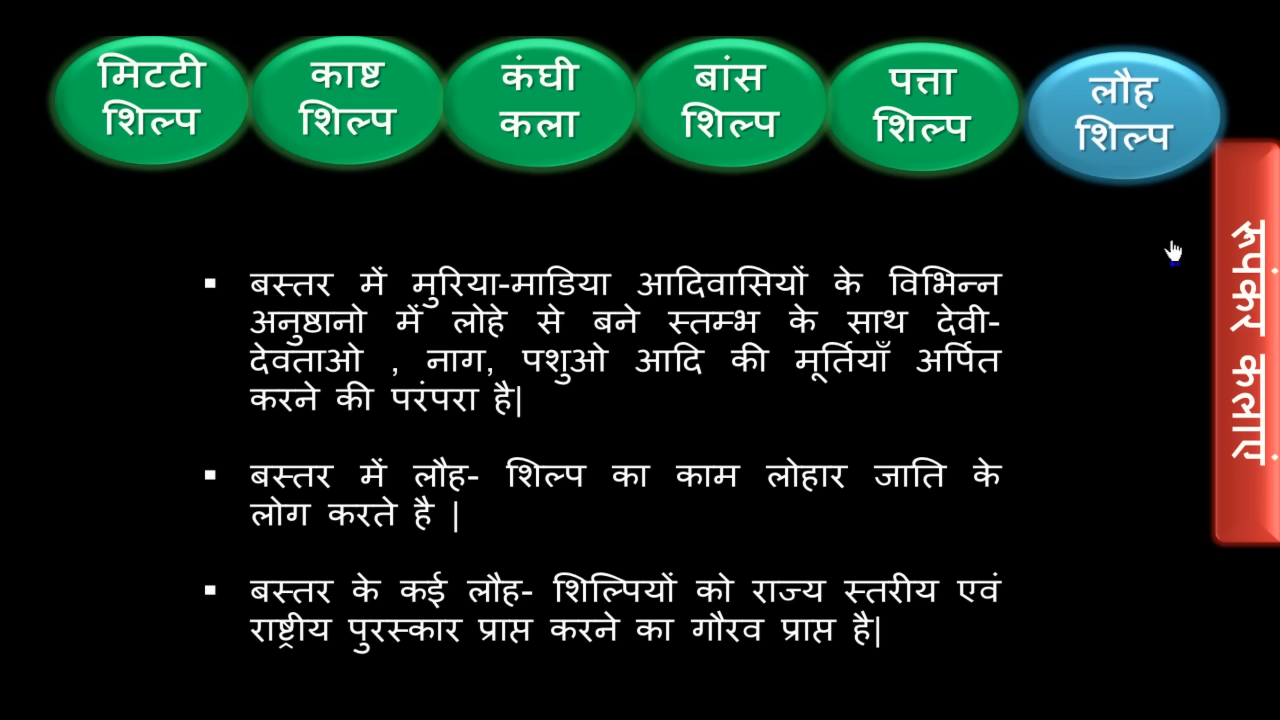 मिटटी
शिल्प
काष्ट
शिल्प
कंघी
कला
बांस
शिल्प
पत्ता
शिल्प
लौह
शिल्प
रूपंकर कलाएं
▪ बस्तर में मुरिया-माडिया आदिवासियों के विभिन्न
अनुष्ठानो में लोहे से बने स्तम्भ के साथ देवी-
देवताओ , नाग, पशुओ आदि की मूर्तियाँ अर्पित
करने की परंपरा है|
▪ बस्तर में लौह- शिल्प का काम लोहार जाति के
लोग करते है |
▪ बस्तर के कई लौह- शिल्पियों को राज्य स्तरीय एवं
राष्ट्रीय पुरस्कार प्राप्त करने का गौरव प्राप्त है|